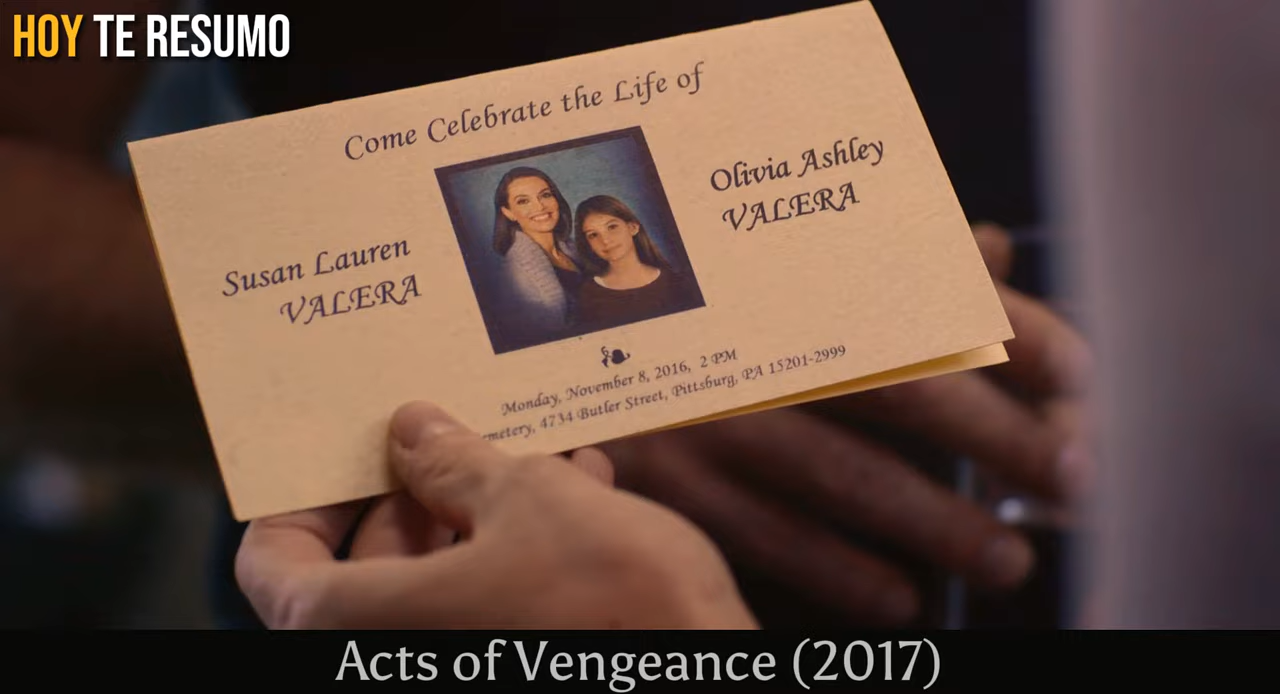 HOY TE RESUMO
Come Celebrate the Life of
Olivia Ashley
VALERA
Susan Lauren
VALERA
Monday, November 8, 2016, 2 PM
4734 Butler Street, Pittsburg, PA 15201-2999
Acts of Vengeance (2017)